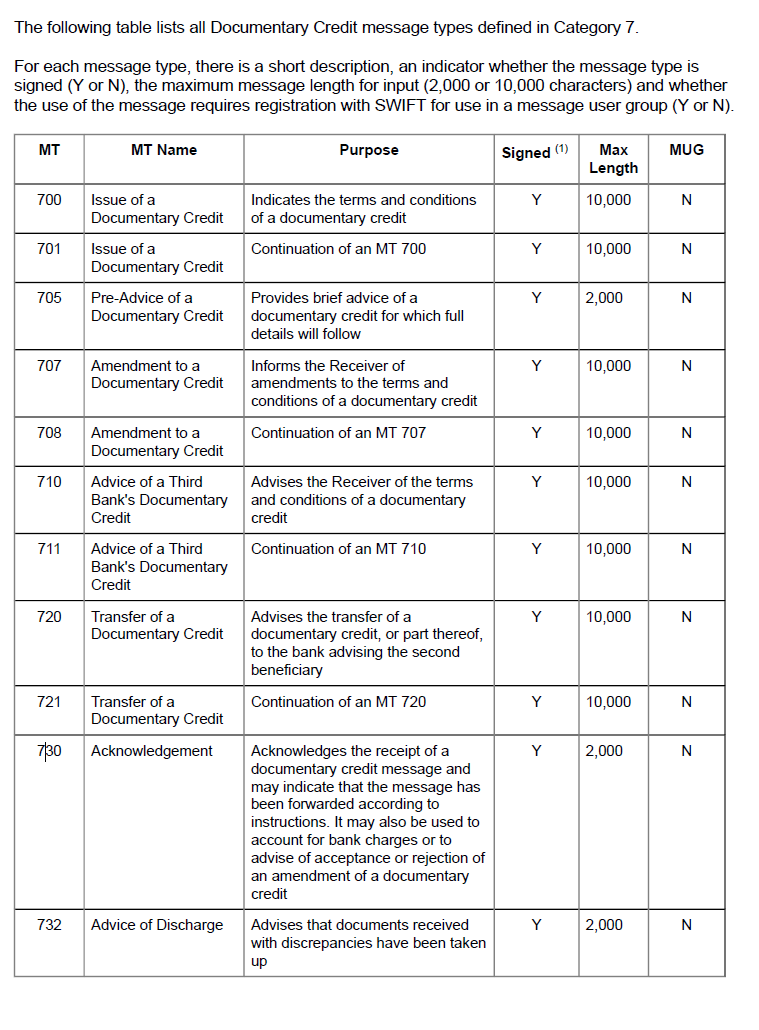 The following table lists all Documentary Credit message types defined in Category 7.
For each message type, there is a short description, an indicator whether the message type is
signed (Y or N), the maximum message length for input (2,000 or 10,000 characters) and whether
the use of the message requires registration with SWIFT for use in a message user group (Y or N).
MT MT Name Purpose Signed (1) Max MUG
Length
700 Issue of a Indicates the terms and conditions Y 10,000 N
Documentary Credit of a documentary credit
701 Issue of a Continuation of an MT 700 Y 10,000 N
Documentary Credit
705 Pre-Advice of a Provides brief advice of a Y 2,000 N
Documentary Credit documentary credit for which full
details will follow
707 Amendment to a Informs the Receiver of Y 10,000 N
Documentary Credit amendments to the terms and
conditions of a documentary credit
708 Amendment to a Continuation of an MT 707 Y 10,000 N
Documentary Credit
710 Advice of a Third Advises the Receiver of the terms Y 10,000 N
Bank's Documentary and conditions of a documentary
Credit credit
711 Advice of a Third Continuation of an MT 710 Y 10,000 N
Bank's Documentary
Credit
720 Transfer of a Advises the transfer of a Y 10,000 N
Documentary Credit documentary credit, or part thereof,
to the bank advising the second
beneficiary
721 Transfer of a Continuation of an MT 720 Y 10,000 N
Documentary Credit
730 Acknowledgement Acknowledges the receipt of a Y 2,000 N
documentary credit message and
may indicate that the message has
been forwarded according to
instructions. It may also be used to
account for bank charges or to
advise of acceptance or rejection of
an amendment of a documentary
credit
732 Advice of Discharge Advises that documents received Y 2,000 N
with discrepancies have been taken
up